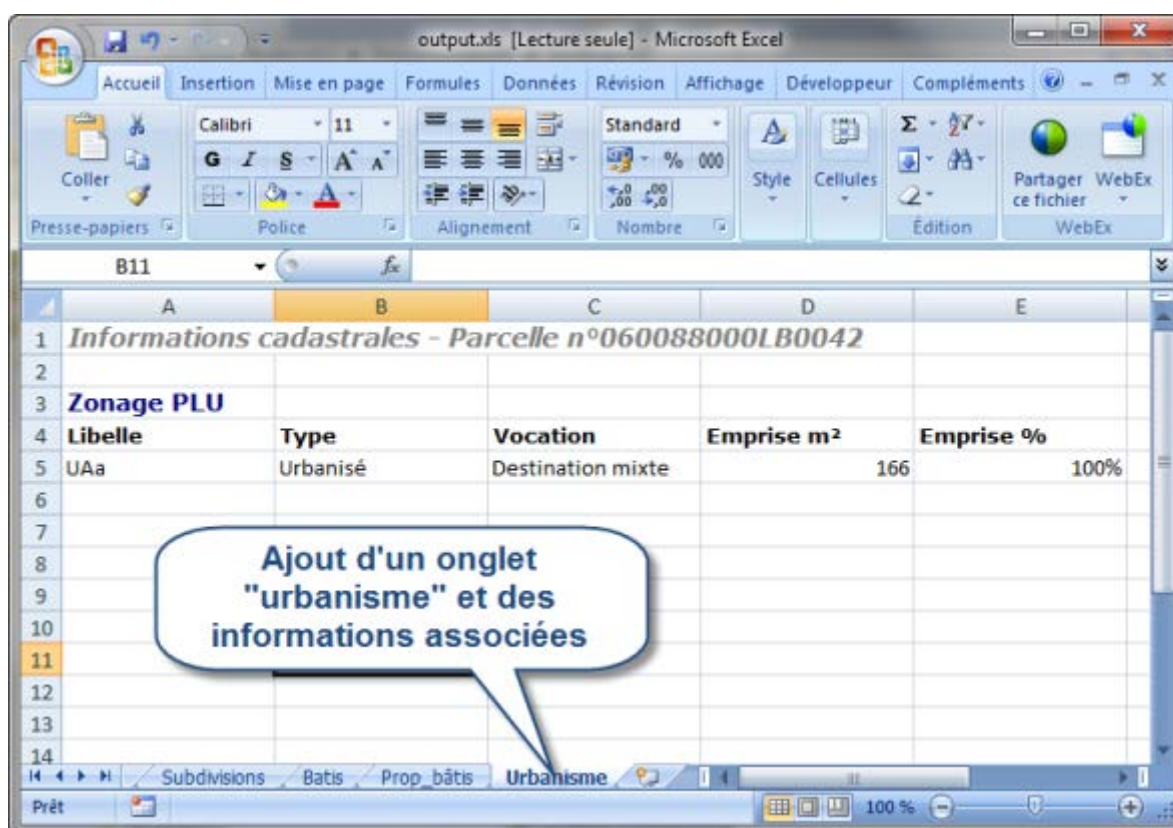 output.xls [Lecture seule] - Microsoft Excel
Accueil Insertion Mise en page Formules Données Révision Affichage Développeur Compléments
Coller
Presse-papiers
Calibri 11
G I S A A
A
Police
Alignement
Standard
% 000
,00 ,0
Nombre
Style
Cellules
Σ
Édition
Partager ce fichier
WebEx
WebEx
B11 fx
A B C D E
1 Informations cadastrales - Parcelle n°060088000LB0042
2
3 Zonage PLU
4 Libelle Type Vocation Emprise m² Emprise %
5 UAa Urbanisé Destination mixte 166 100%
6
7
8
9
10
11
12
13
14
Ajout d'un onglet
"urbanisme" et des
informations associées
Subdivisions Batis Prop_bâtis Urbanisme
Prêt 100 %